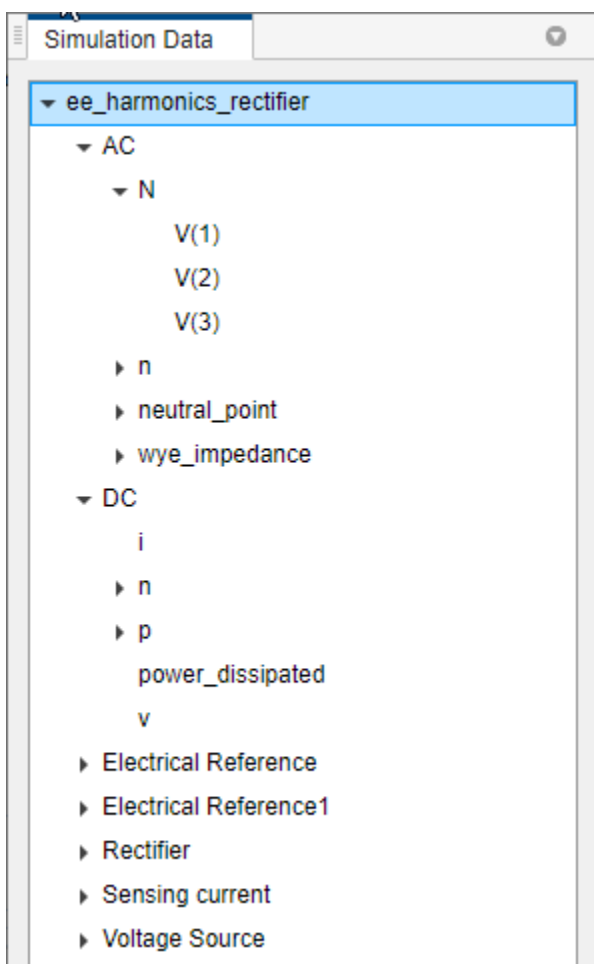 Simulation Data
ee_harmonics_rectifier
AC
N
V(1)
V(2)
V(3)
n
neutral_point
wye_impedance
DC
i
n
p
power_dissipated
v
Electrical Reference
Electrical Reference1
Rectifier
Sensing current
Voltage Source